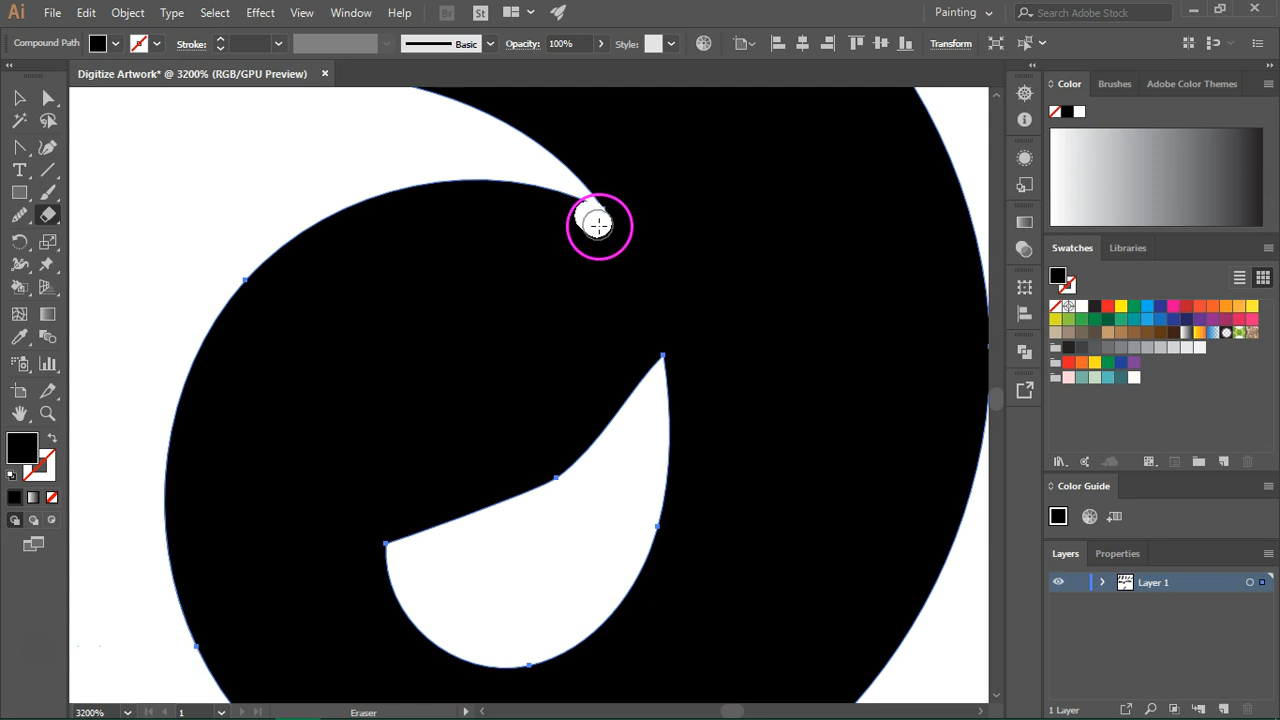 Ai File Edit Object Type Select Effect View Window Help Br St Painting Search Adobe Stock
Compound Path Stroke: Basic Opacity: 100% Style: Transform
Digitize Artwork* @ 3200% (RGB/GPU Preview) ×
Color Brushes Adobe Color Themes
Swatches Libraries
Color Guide
Layers Properties
Layer 1
1 Layer
3200% 1 Eraser